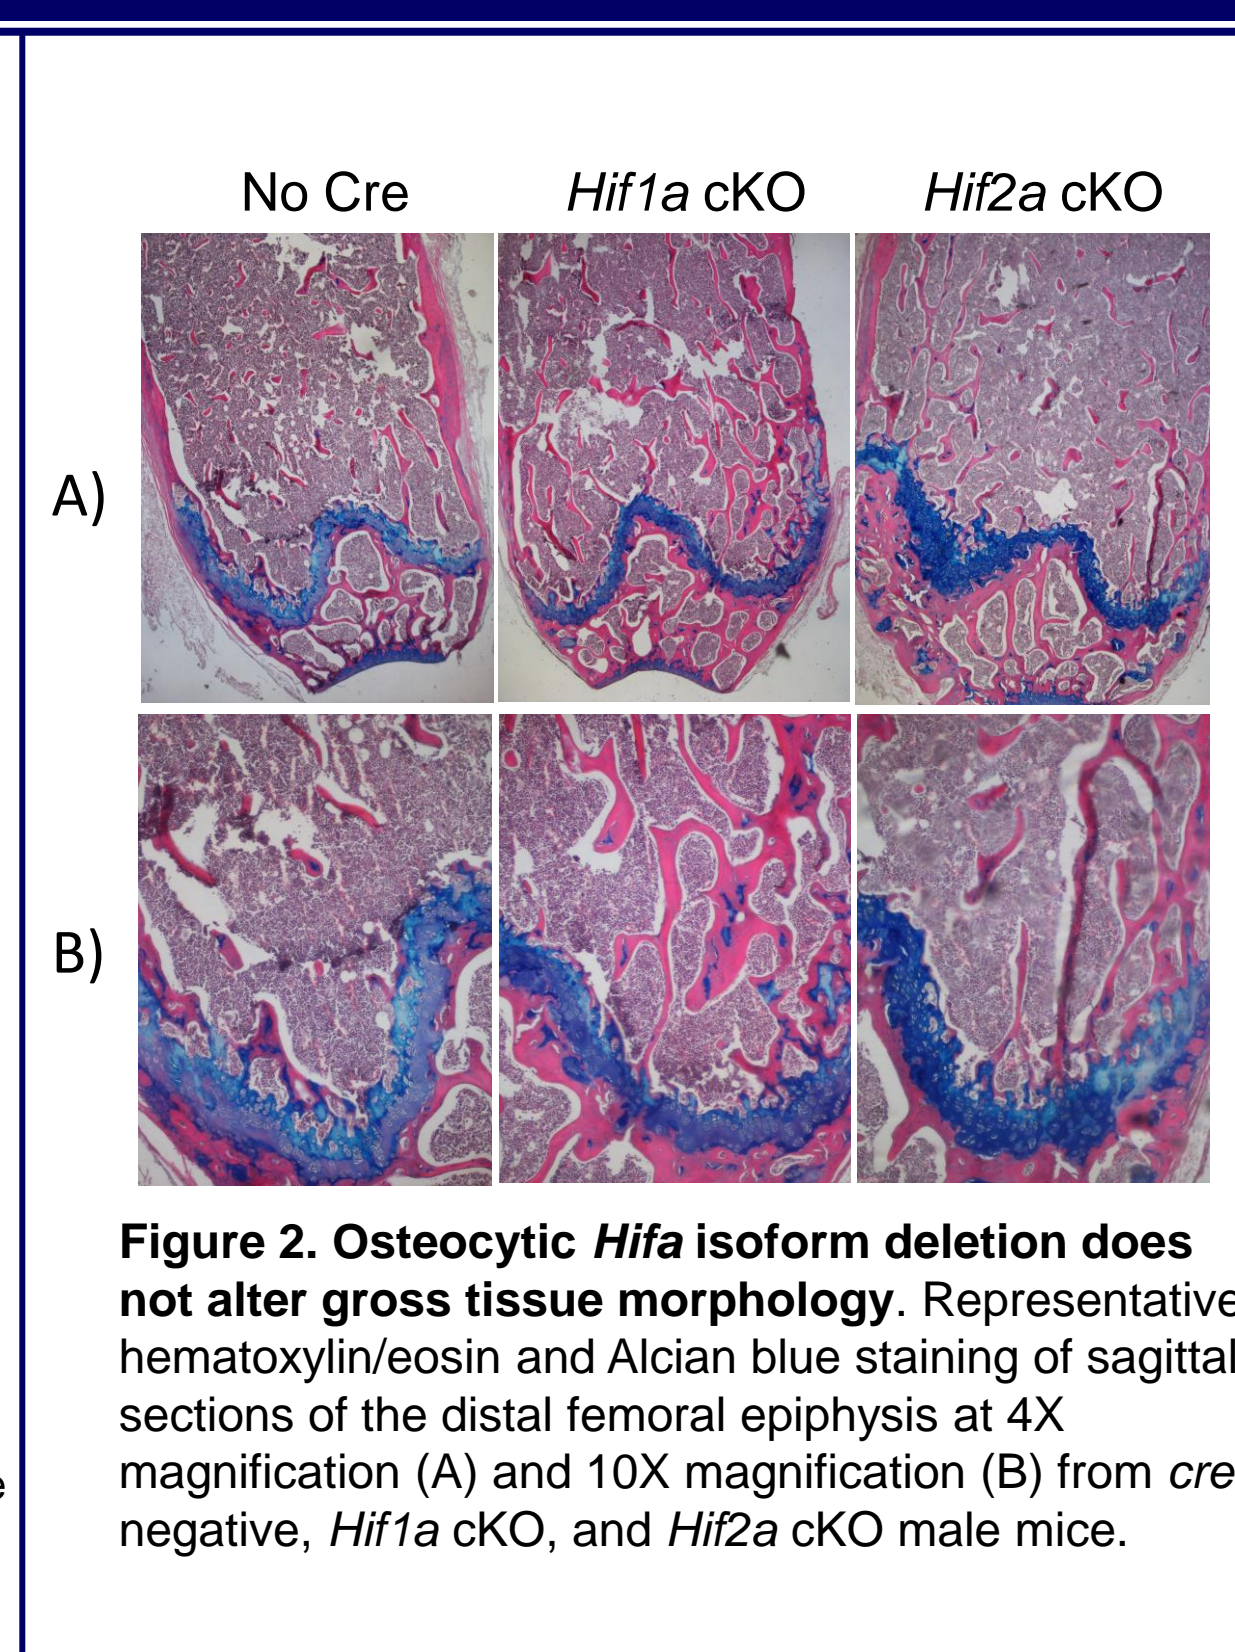 No Cre
Hif1a cKO
Hif2a cKO
A)
B)
Figure 2. Osteocytic Hifa isoform deletion does
not alter gross tissue morphology. Representative
hematoxylin/eosin and Alcian blue staining of sagittal
sections of the distal femoral epiphysis at 4X
magnification (A) and 10X magnification (B) from cre
negative, Hif1a cKO, and Hif2a cKO male mice.